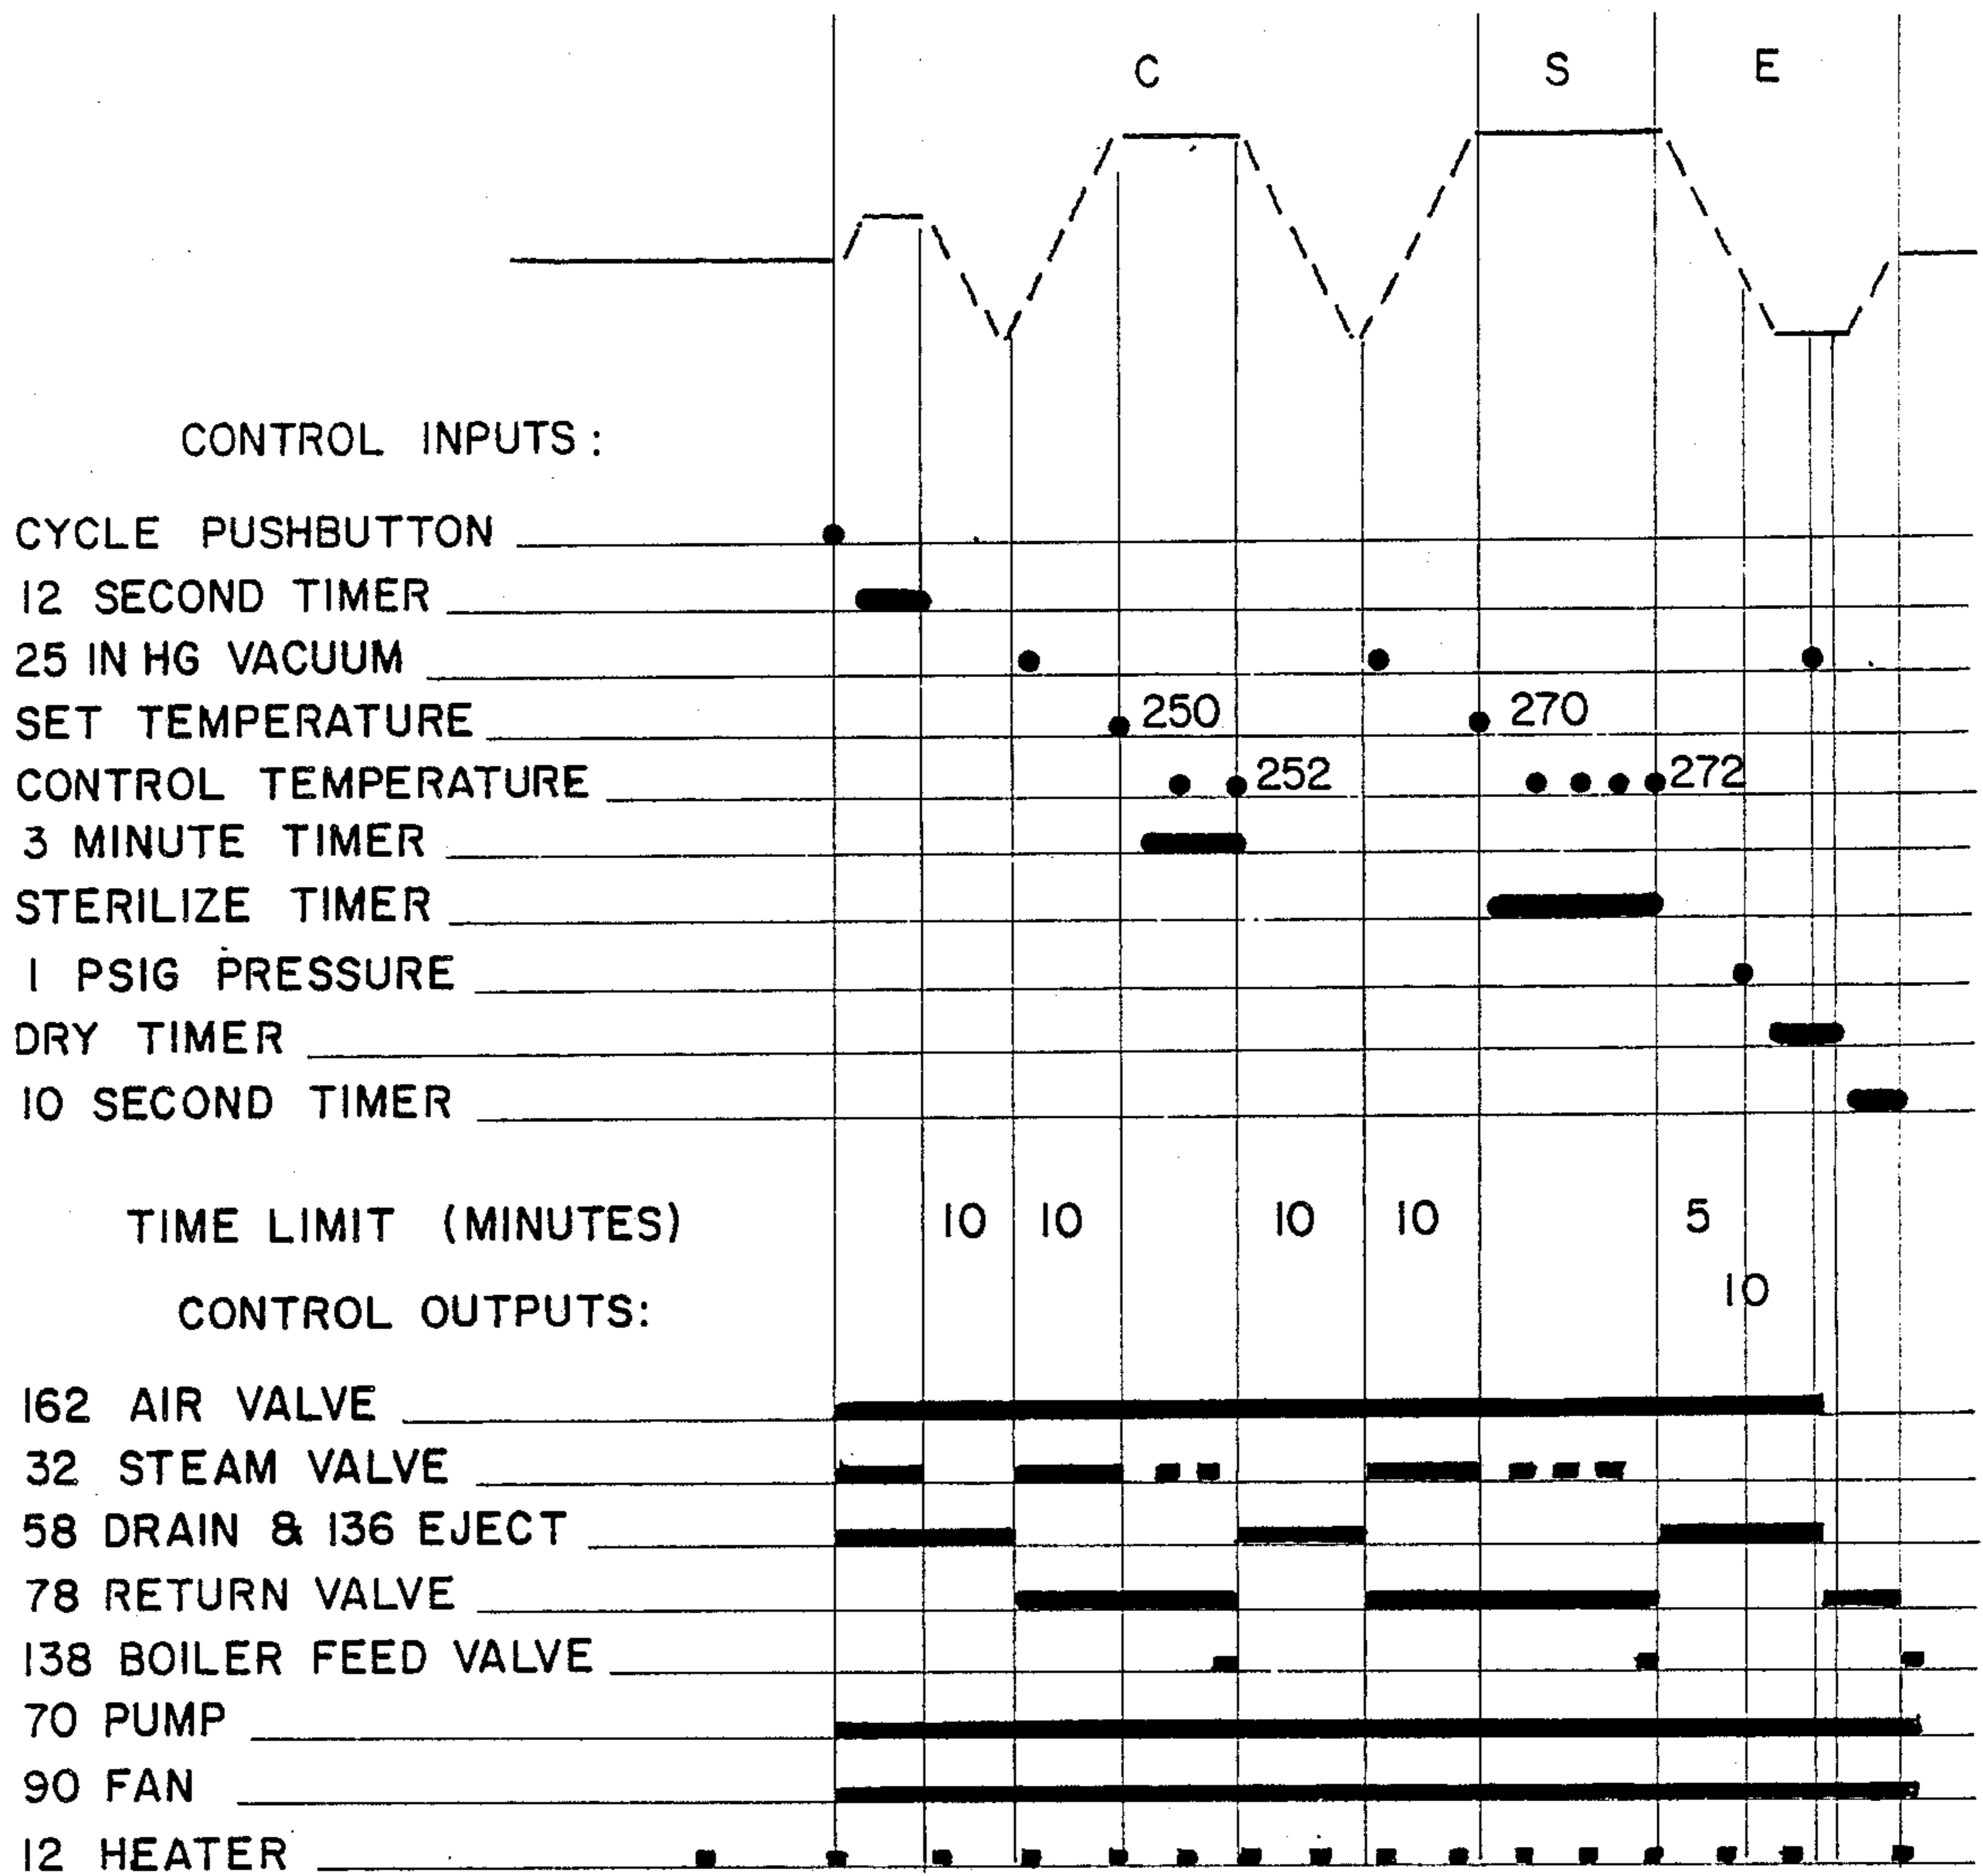 C S E
CONTROL INPUTS:
CYCLE PUSHBUTTON
12 SECOND TIMER
25 IN HG VACUUM
SET TEMPERATURE 250 270
CONTROL TEMPERATURE 252 272
3 MINUTE TIMER
STERILIZE TIMER
1 PSIG PRESSURE
DRY TIMER
10 SECOND TIMER
TIME LIMIT (MINUTES) 10 10 10 10 5
10
CONTROL OUTPUTS:
162 AIR VALVE
32 STEAM VALVE
58 DRAIN & 136 EJECT
78 RETURN VALVE
138 BOILER FEED VALVE
70 PUMP
90 FAN
12 HEATER